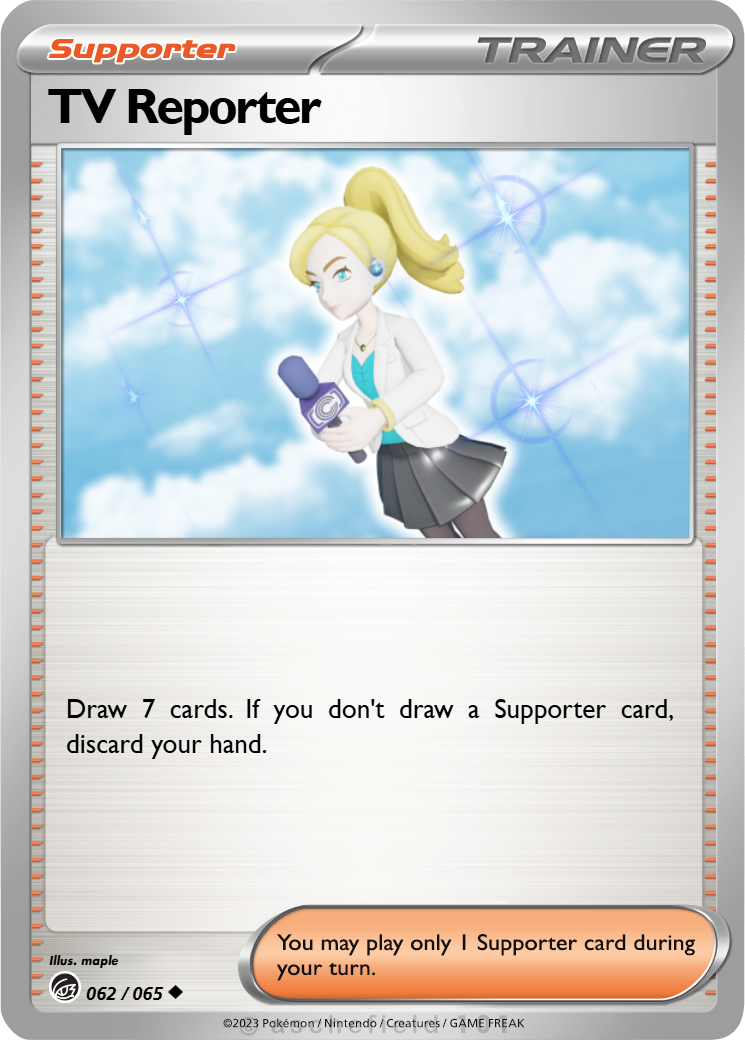 Supporter
TRAINER
TV Reporter
Draw 7 cards. If you don't draw a Supporter card,
discard your hand.
You may play only 1 Supporter card during
your turn.
Illus. maple
062 / 065 ◆
©2023 Pokémon / Nintendo / Creatures / GAME FREAK